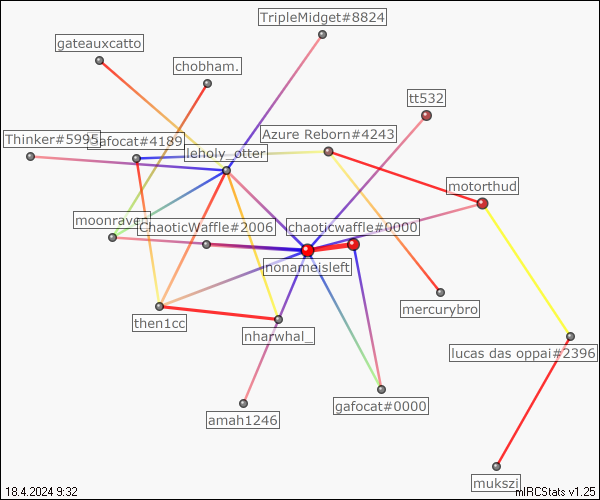 TripleMidget#8824
gateauxcatto
chobham.
tt532
Azure Reborn#4243
Thinker#5995
Gafocat#4189
leholy_otter
motorthud
moonraven
ChaoticWaffle#2006
chaoticwaffle#0000
nonameisleft
mercurybro
then1cc
nharwhal_
lucas das oppai#2396
gafocat#0000
amah1246
mukszi
18.4.2024 9:32
mIRCStats v1.25